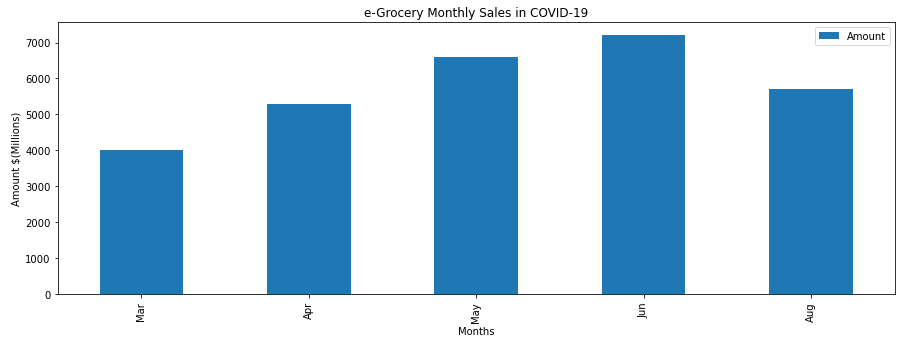 e-Grocery Monthly Sales in COVID-19
Amount
Amount $(Millions)
7000
6000
5000
4000
3000
2000
1000
0
Mar
Apr
May
Jun
Aug
Months